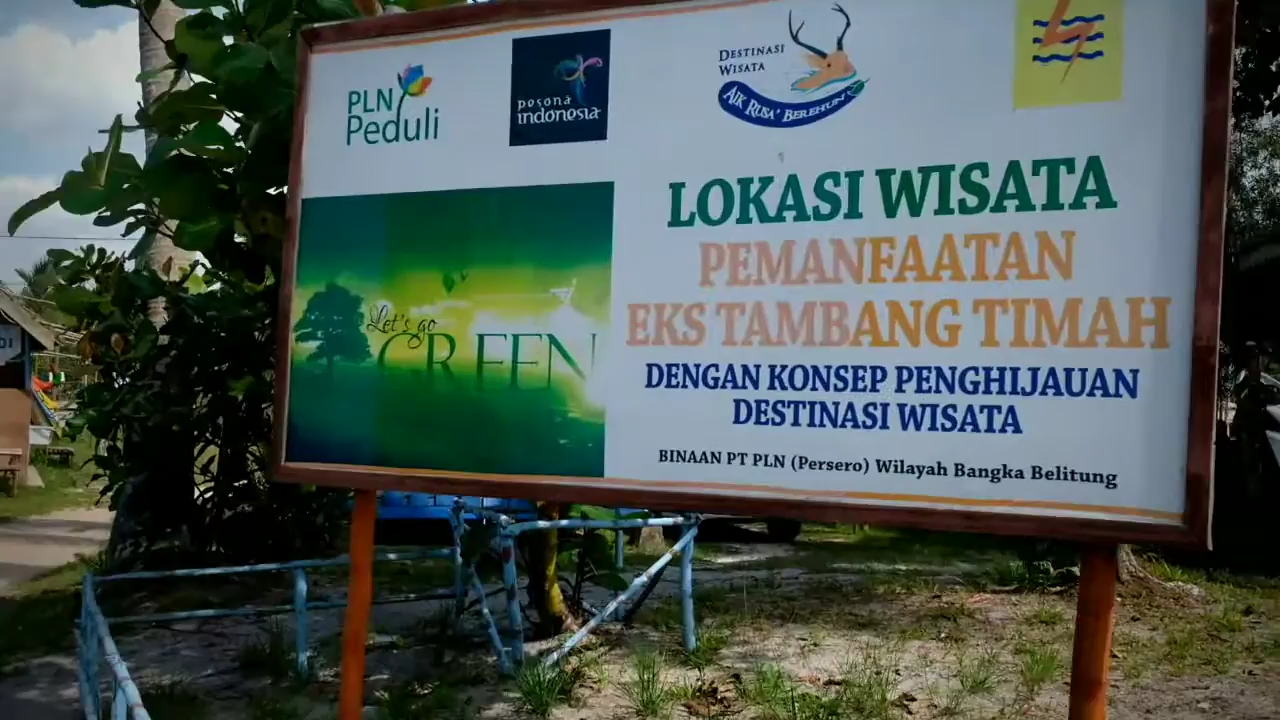 PLN
Peduli
pesona
indonesia
DESTINASI
WISATA
AIK RUSA' BEREHUN
LOKASI WISATA
PEMANFAATAN
EKS TAMBANG TIMAH
DENGAN KONSEP PENGHIJAUAN
DESTINASI WISATA
BINAAN PT PLN (Persero) Wilayah Bangka Belitung
Let's go
GREEN